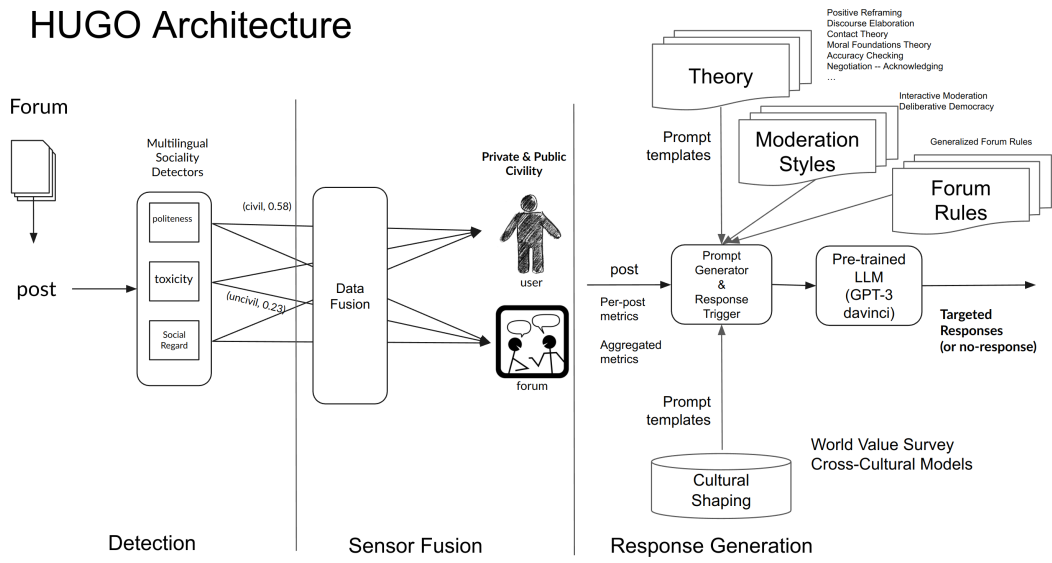 HUGO Architecture
Forum
post
Multilingual
Sociality
Detectors
politeness
toxicity
Social
Regard
(civil, 0.58)
(uncivil, 0.23)
Data
Fusion
Private & Public
Civility
user
forum
Positive Reframing
Discourse Elaboration
Contact Theory
Moral Foundations Theory
Accuracy Checking
Negotiation -- Acknowledging
...
Theory
Interactive Moderation
Deliberative Democracy
Prompt
templates
Moderation
Styles
Generalized Forum Rules
Forum
Rules
post
Per-post
metrics
Aggregated
metrics
Prompt
Generator
&
Response
Trigger
Pre-trained
LLM
(GPT-3
davinci)
Targeted
Responses
(or no-response)
Prompt
templates
World Value Survey
Cross-Cultural Models
Cultural
Shaping
Detection
Sensor Fusion
Response Generation